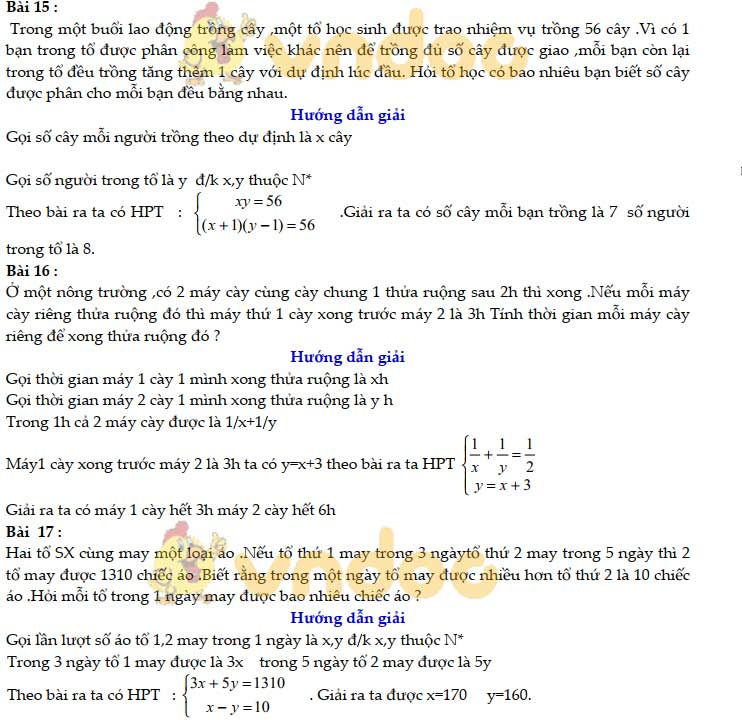 Bài 15 :
Trong một buổi lao động trồng cây ,một tổ học sinh được trao nhiệm vụ trồng 56 cây .Vì có 1
bạn trong tổ được phân công làm việc khác nên để trồng đủ số cây được giao ,mỗi bạn còn lại
trong tổ đều trồng tăng thêm 1 cây với dự định lúc đầu. Hỏi tổ học có bao nhiêu bạn biết số cây
được phân cho mỗi bạn đều bằng nhau.
Hướng dẫn giải
Gọi số cây mỗi người trồng theo dự định là x cây
Gọi số người trong tổ là y đ/k x,y thuộc N*
Theo bài ra ta có HPT : { xy = 56
(x + 1)(y − 1) = 56 .Giải ra ta có số cây mỗi bạn trồng là 7 số người
trong tổ là 8.
Bài 16 :
Ở một nông trường ,có 2 máy cày cùng cày chung 1 thửa ruộng sau 2h thì xong .Nếu mỗi máy
cày riêng thửa ruộng đó thì máy thứ 1 cày xong trước máy 2 là 3h Tính thời gian mỗi máy cày
riêng để xong thửa ruộng đó ?
Hướng dẫn giải
Gọi thời gian máy 1 cày 1 mình xong thửa ruộng là xh
Gọi thời gian máy 2 cày 1 mình xong thửa ruộng là y h
Trong 1h cả 2 máy cày được là 1/x+1/y
Máy1 cày xong trước máy 2 là 3h ta có y=x+3 theo bài ra ta HPT { 1/x + 1/y = 1/2
y = x + 3
Giải ra ta có máy 1 cày hết 3h máy 2 cày hết 6h
Bài 17 :
Hai tổ SX cùng may một loại áo .Nếu tổ thứ 1 may trong 3 ngàytổ thứ 2 may trong 5 ngày thì 2
tổ may được 1310 chiếc áo .Biết rằng trong một ngày tổ may được nhiều hơn tổ thứ 2 là 10 chiếc
áo .Hỏi mỗi tổ trong 1 ngày may được bao nhiêu chiếc áo ?
Hướng dẫn giải
Gọi lần lượt số áo tổ 1,2 may trong 1 ngày là x,y đ/k x,y thuộc N*
Trong 3 ngày tổ 1 may được là 3x trong 5 ngày tổ 2 may được là 5y
Theo bài ra ta có HPT : { 3x + 5y = 1310
x − y = 10 . Giải ra ta được x=170 y=160.
vndoc
vndoc